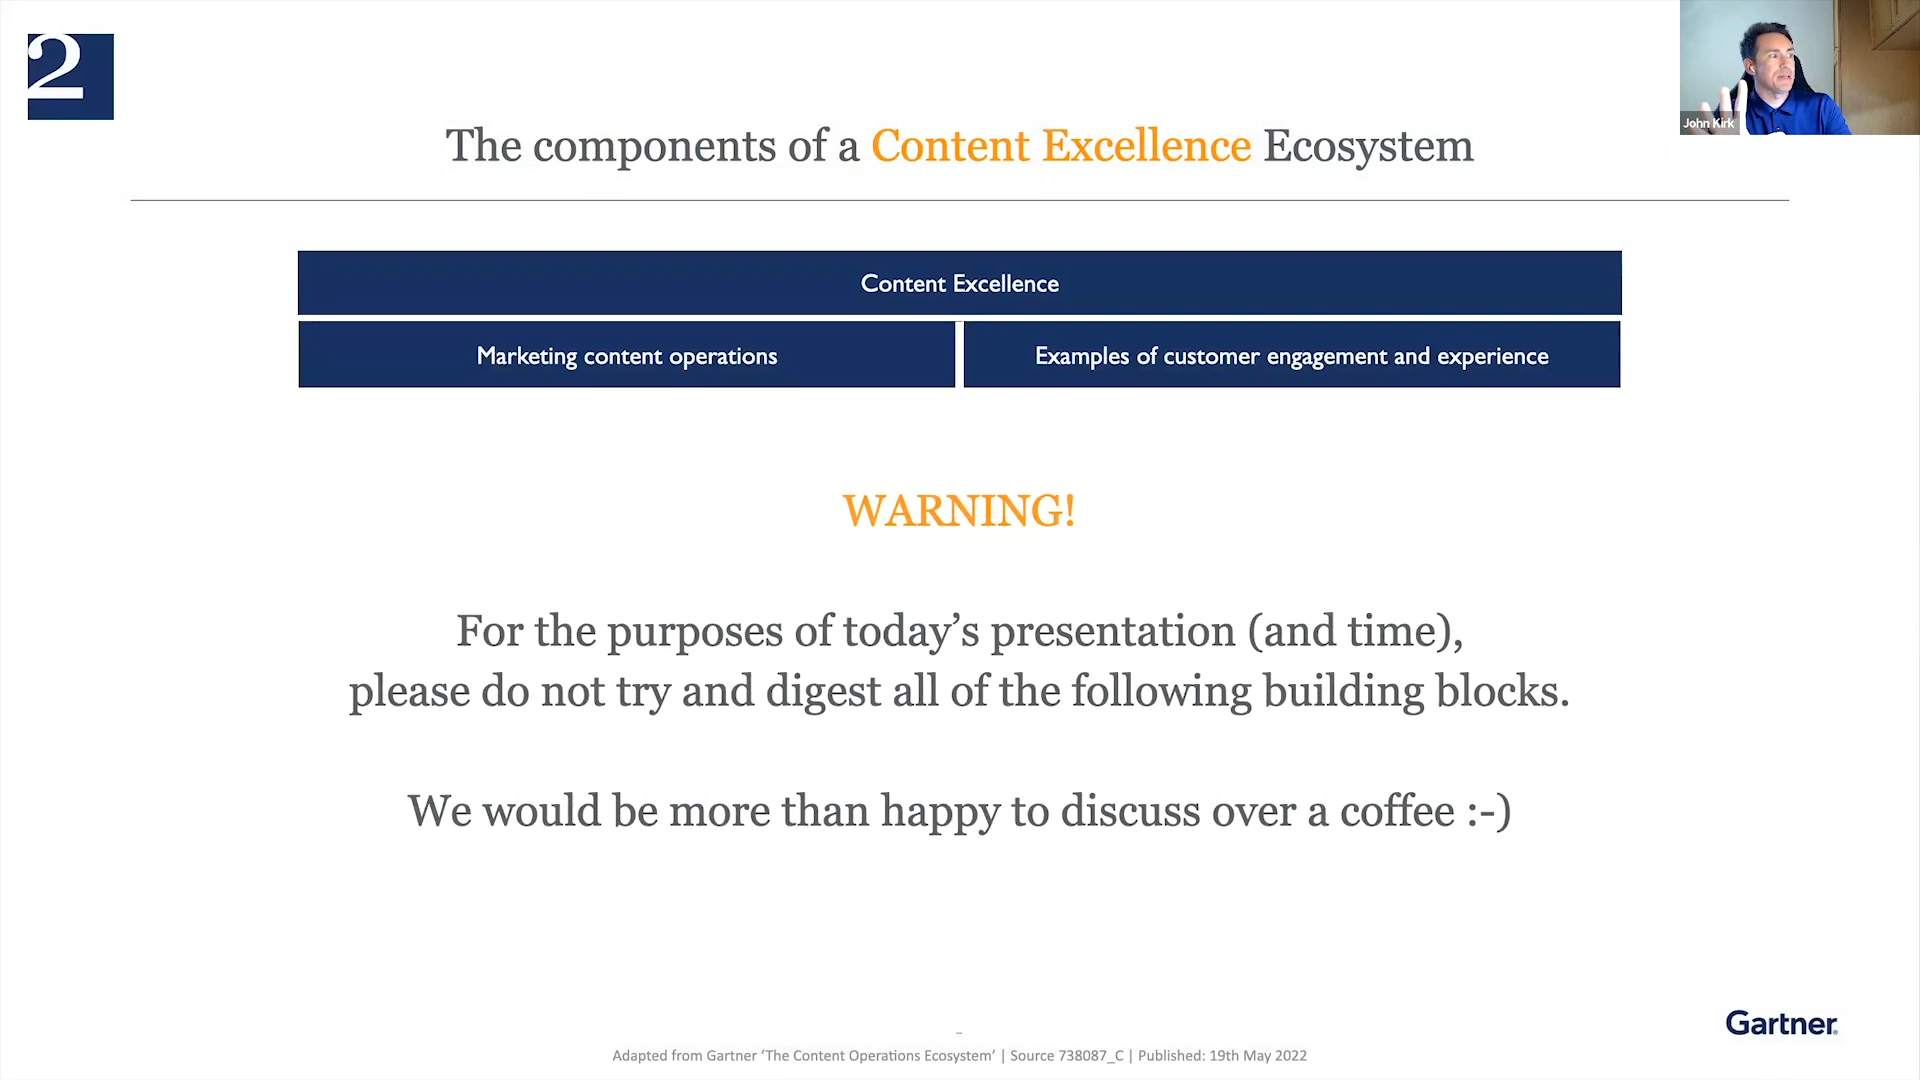 2
John Kirk
The components of a Content Excellence Ecosystem
Content Excellence
Marketing content operations
Examples of customer engagement and experience
WARNING!
For the purposes of today’s presentation (and time),
please do not try and digest all of the following building blocks.
We would be more than happy to discuss over a coffee :-)
Gartner
Adapted from Gartner ‘The Content Operations Ecosystem’ | Source 738087_C | Published: 19th May 2022